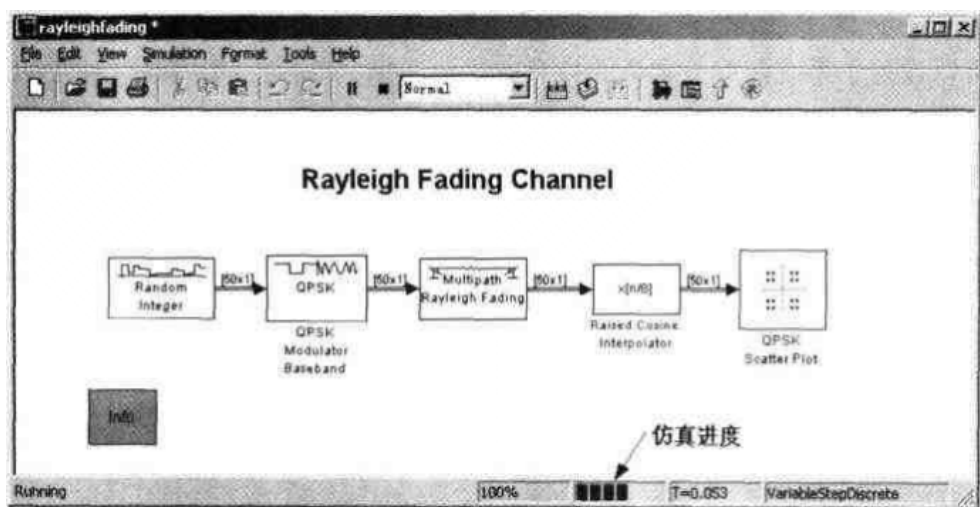 rayleighfading *
File Edit View Simulation Format Tools Help
Normal
Rayleigh Fading Channel
Random
Integer
[50x1]
QPSK
QPSK
Modulator
Baseband
[50x1]
Multipath
Rayleigh Fading
[50x1]
x[n/8]
Raised Cosine
Interpolator
[50x1]
QPSK
Scatter Plot
Info
仿真进度
Running
100%
T=0.053
VariableStepDiscrete